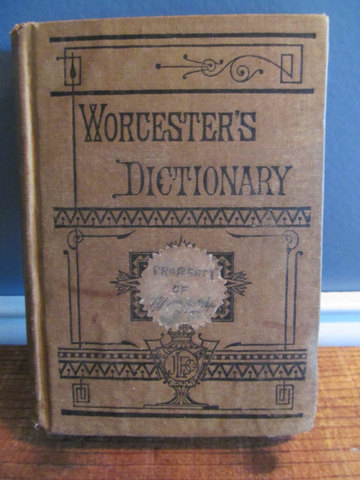 WORCESTER'S
DICTIONARY
PROPERTY
OF